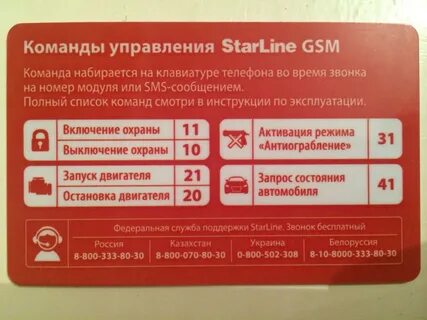 Команды управления StarLine GSM
Команда набирается на клавиатуре телефона во время звонка
на номер модуля или SMS-сообщением.
Полный список команд смотри в инструкции по эксплуатации.
Включение охраны 11
Выключение охраны 10
Активация режима
«Антиограбление» 31
Запуск двигателя 21
Остановка двигателя 20
Запрос состояния
автомобиля 41
Федеральная служба поддержки StarLine. Звонок бесплатный
Россия Казахстан Украина Белоруссия
8-800-333-80-30 8-800-070-80-30 0-800-502-308 8-10-8000-333-80-30